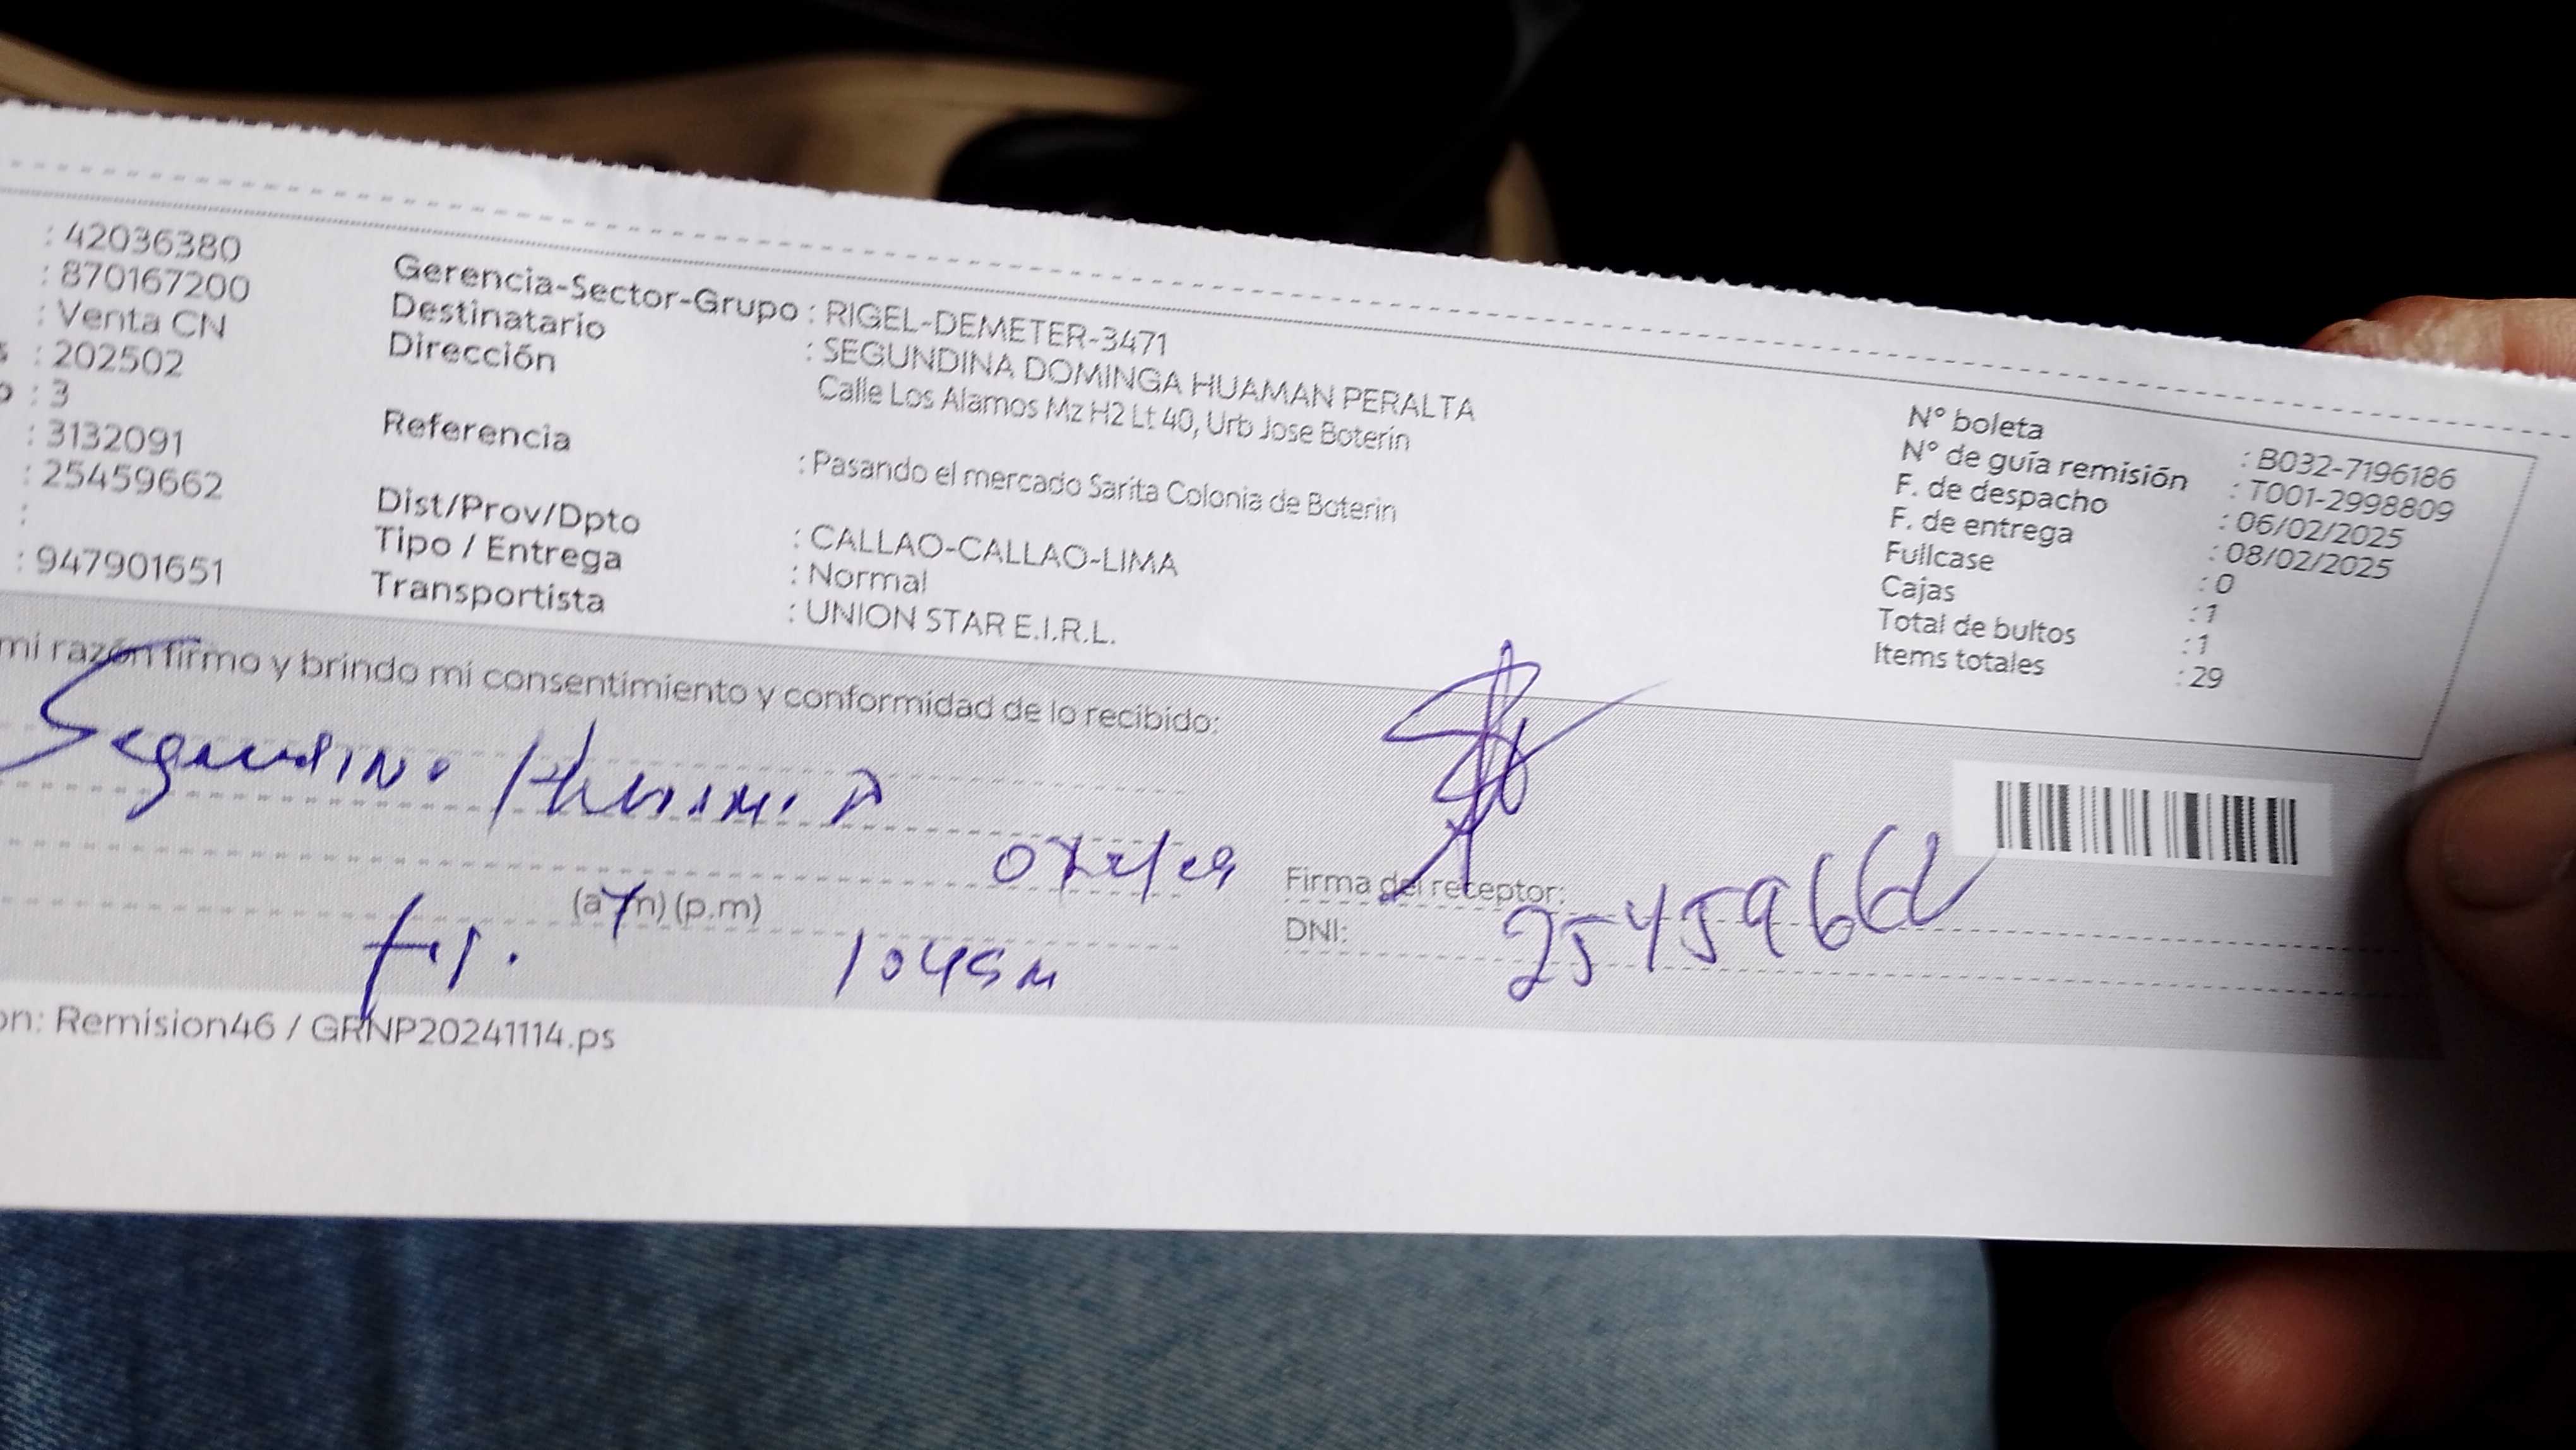 : 42036380
: 870167200
: Venta CN
s : 202502
o : 3
: 3132091
: 25459662
:
: 947901651
Gerencia-Sector-Grupo : RIGEL-DEMETER-3471
Destinatario : SEGUNDINA DOMINGA HUAMAN PERALTA
Dirección Calle Los Alamos Mz H2 Lt 40, Urb Jose Boterin
Referencia : Pasando el mercado Sarita Colonia de Boterin
Dist/Prov/Dpto : CALLAO-CALLAO-LIMA
Tipo / Entrega : Normal
Transportista : UNION STAR E.I.R.L.
N° boleta : B032-7196186
N° de guía remisión : T001-2998809
F. de despacho : 06/02/2025
F. de entrega : 08/02/2025
Fullcase : 0
Cajas : 1
Total de bultos : 1
Items totales : 29
mi razón firmo y brindo mi consentimiento y conformidad de lo recibido:
(a.m) (p.m)
1045
Firma del receptor:
DNI: 25459662
on: Remision46 / GRNP20241114.ps